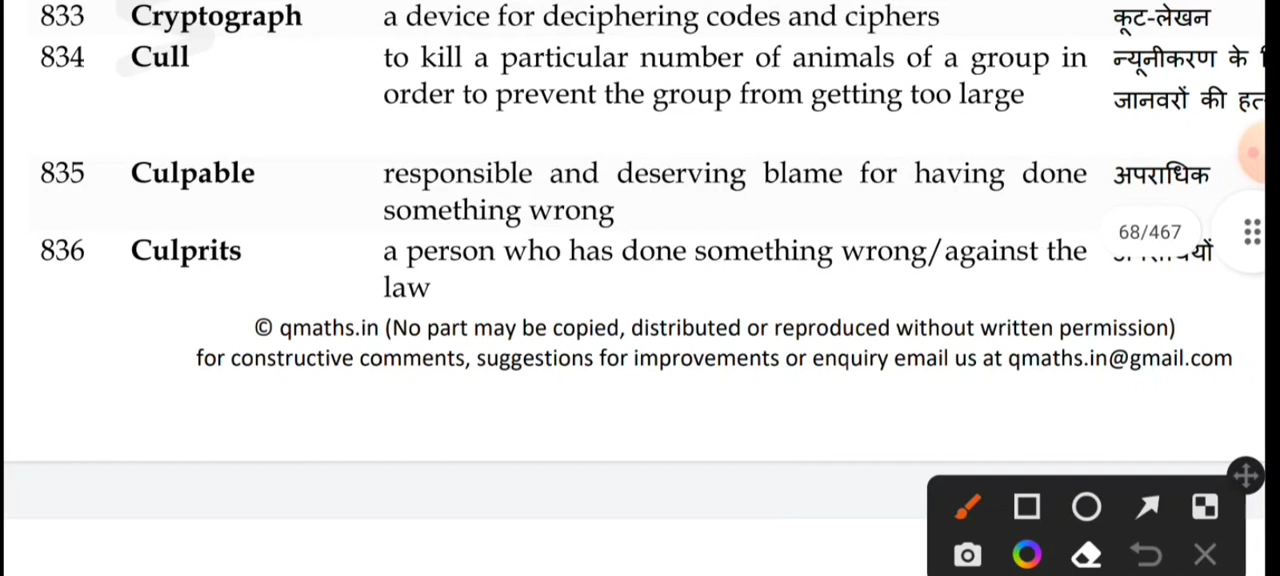 833 Cryptograph a device for deciphering codes and ciphers कूट-लेखन
834 Cull to kill a particular number of animals of a group in न्यूनीकरण के
order to prevent the group from getting too large जानवरों की
835 Culpable responsible and deserving blame for having done अपराधिक
something wrong
68/467
836 Culprits a person who has done something wrong/against the
law
© qmaths.in (No part may be copied, distributed or reproduced without written permission)
for constructive comments, suggestions for improvements or enquiry email us at qmaths.in@gmail.com